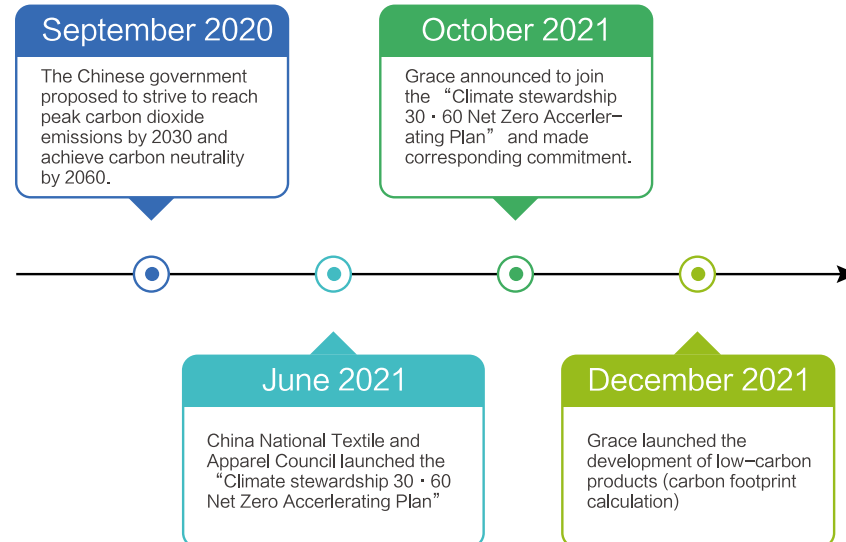 September 2020
The Chinese government
proposed to strive to reach
peak carbon dioxide
emissions by 2030 and
achieve carbon neutrality
by 2060.
October 2021
Grace announced to join
the “Climate stewardship
30・60 Net Zero Accerler-
ating Plan” and made
corresponding commitment.
June 2021
China National Textile and
Apparel Council launched the
“Climate stewardship 30・60
Net Zero Accerlerating Plan”
December 2021
Grace launched the
development of low-carbon
products (carbon footprint
calculation)